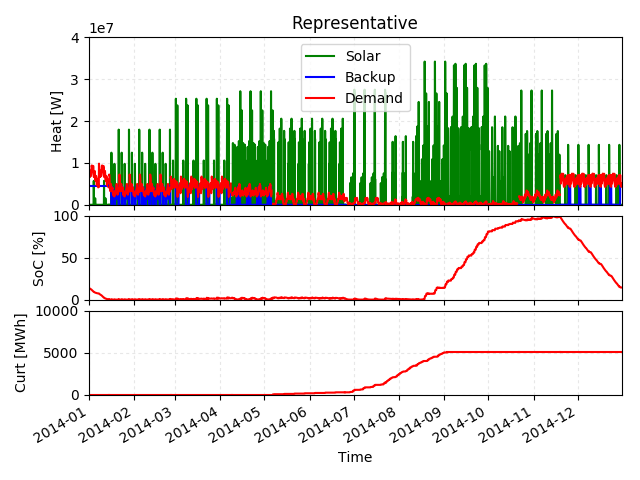 Representative
1e7
4
3
2
1
0
Heat [W]
Solar
Backup
Demand
100
50
0
SoC [%]
10000
5000
0
Curt [MWh]
2014-01
2014-02
2014-03
2014-04
2014-05
2014-06
2014-07
2014-08
2014-09
2014-10
2014-11
2014-12
Time